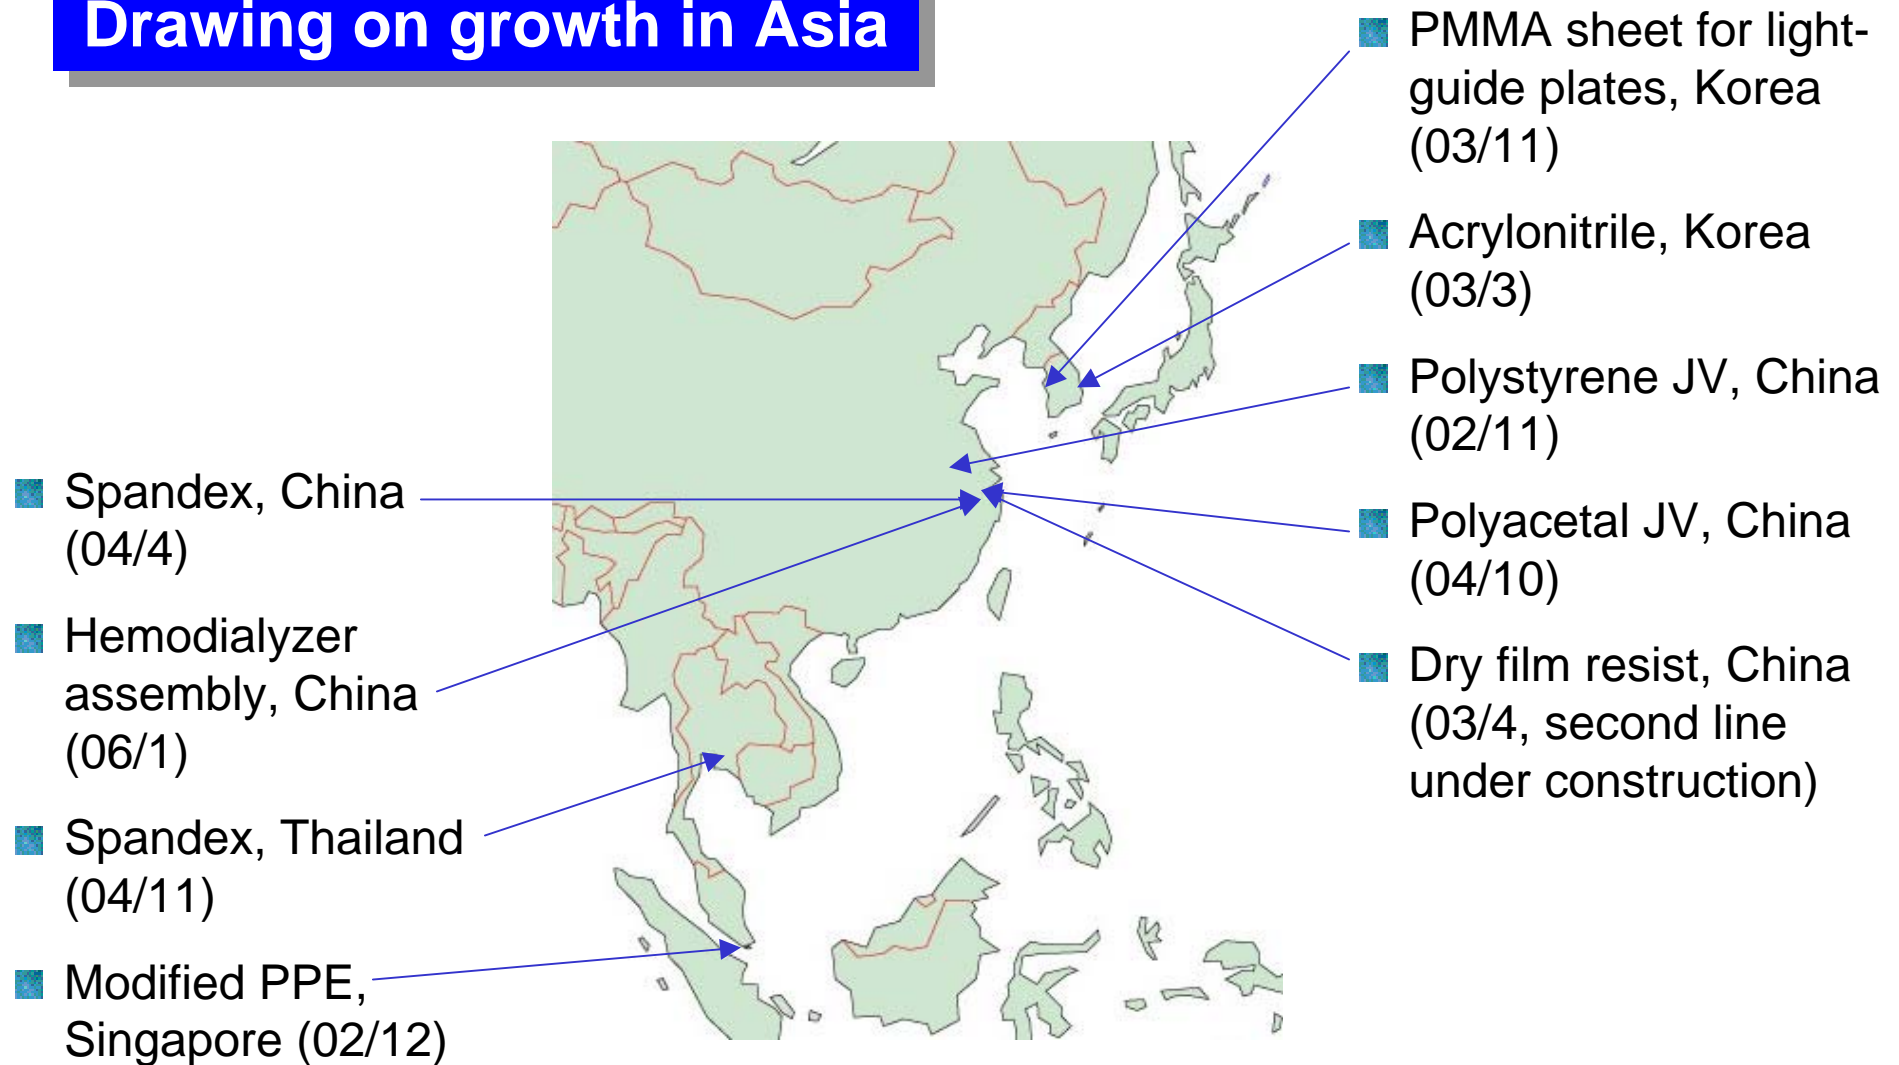 Drawing on growth in Asia
Spandex, China
(04/4)
Hemodialyzer
assembly, China
(06/1)
Spandex, Thailand
(04/11)
Modified PPE,
Singapore (02/12)
PMMA sheet for light-
guide plates, Korea
(03/11)
Acrylonitrile, Korea
(03/3)
Polystyrene JV, China
(02/11)
Polyacetal JV, China
(04/10)
Dry film resist, China
(03/4, second line
under construction)